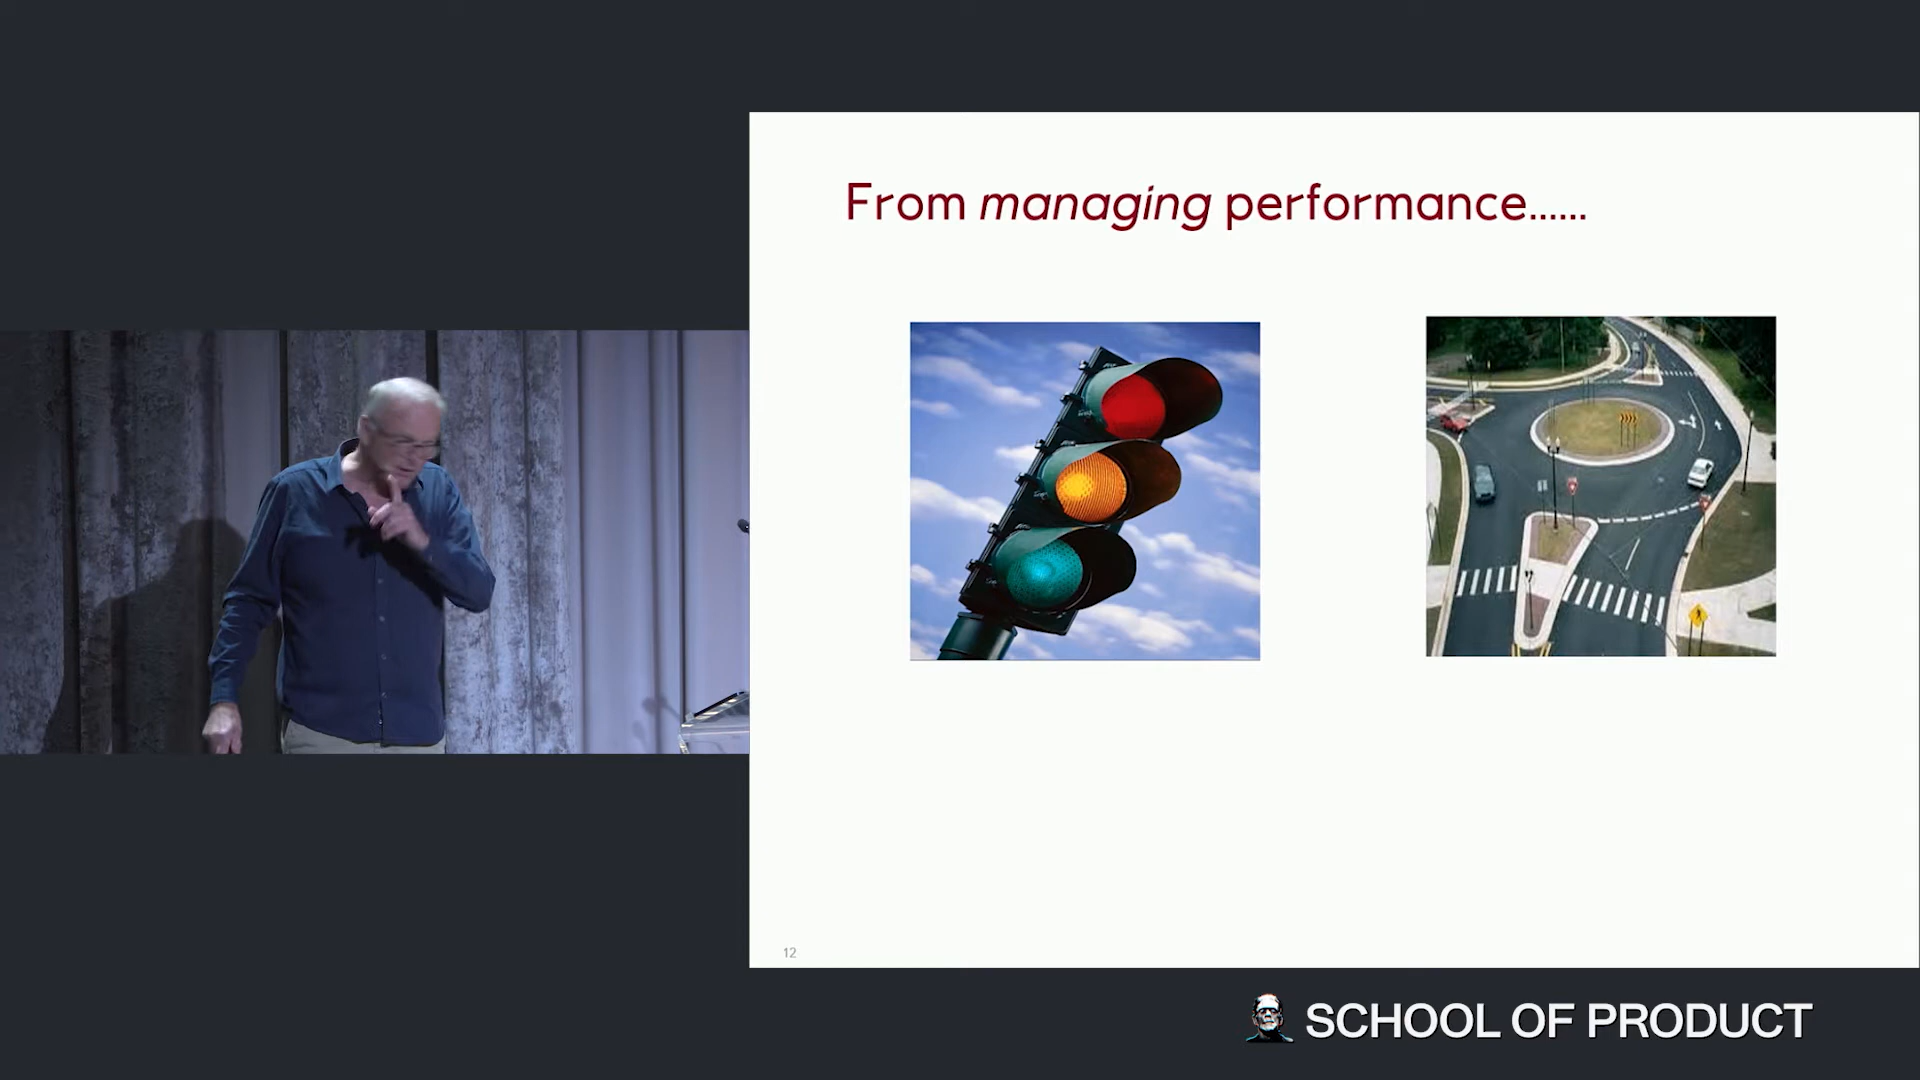 From managing performance......
12
SCHOOL OF PRODUCT